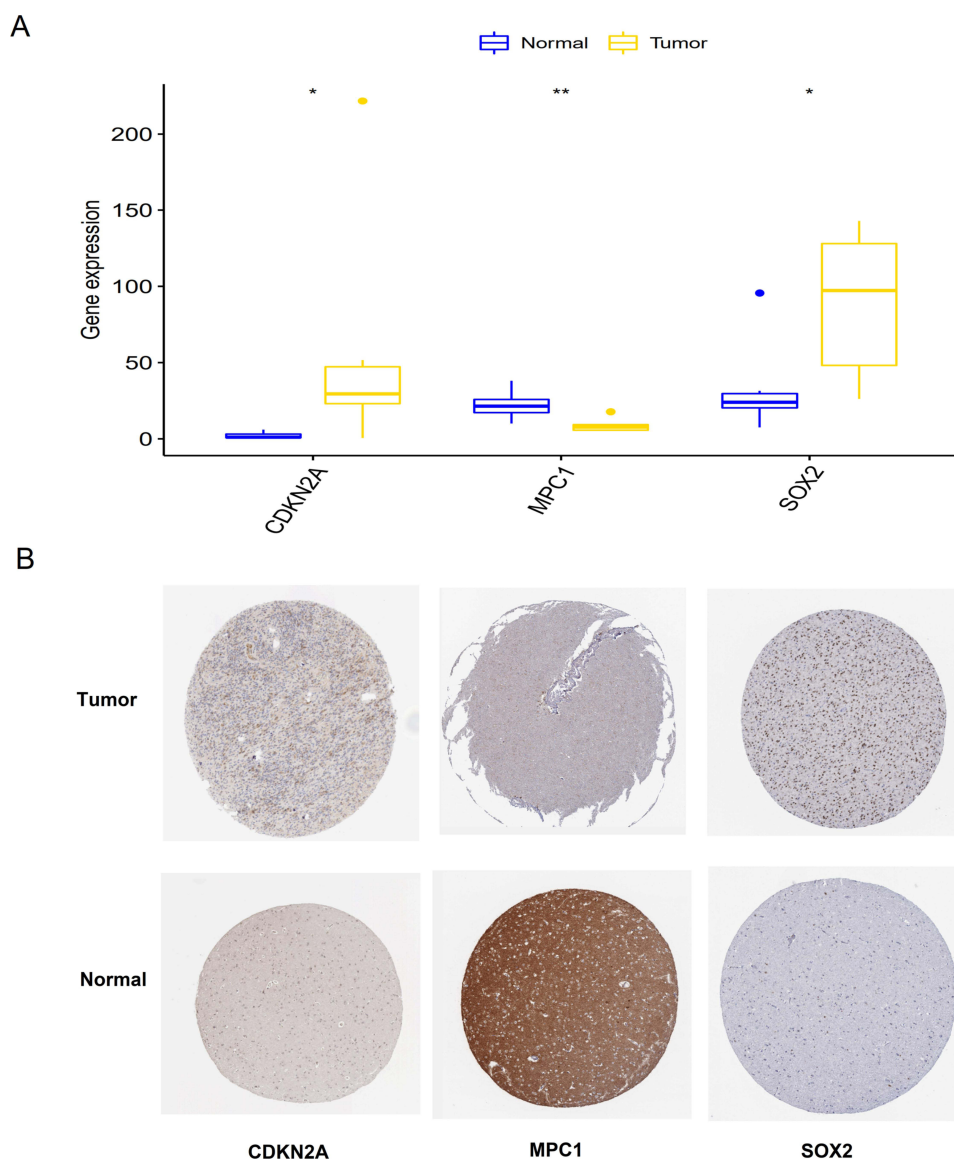 A
Normal Tumor
* ** *
200
150
100
50
0
Gene expression
CDKN2A MPC1 SOX2
B
Tumor
Normal
CDKN2A MPC1 SOX2